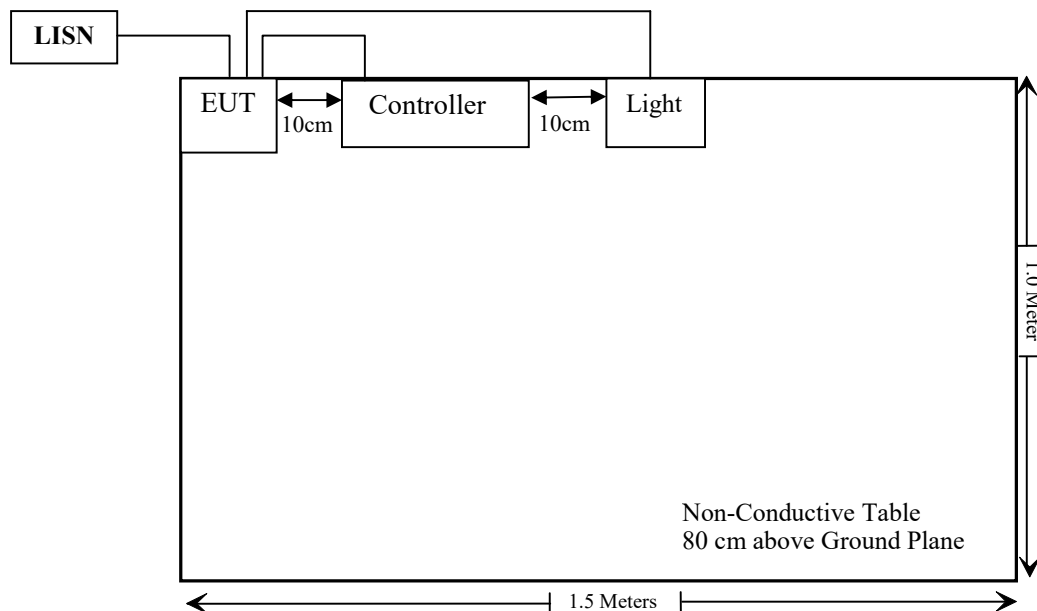 LISN
EUT
Controller
Light
10cm
10cm
1.0 Meter
Non-Conductive Table
80 cm above Ground Plane
1.5 Meters